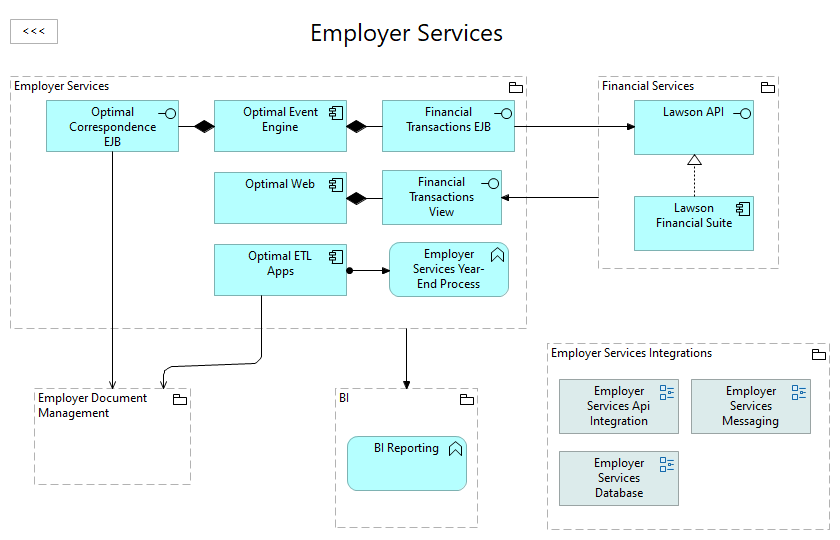 <<<
Employer Services
Employer Services
Optimal
Correspondence
EJB
Optimal Event
Engine
Financial
Transactions EJB
Optimal Web
Financial
Transactions
View
Optimal ETL
Apps
Employer
Services Year-
End Process
Financial Services
Lawson API
Lawson
Financial Suite
Employer Document
Management
BI
BI Reporting
Employer Services Integrations
Employer
Services Api
Integration
Employer
Services
Messaging
Employer
Services
Database